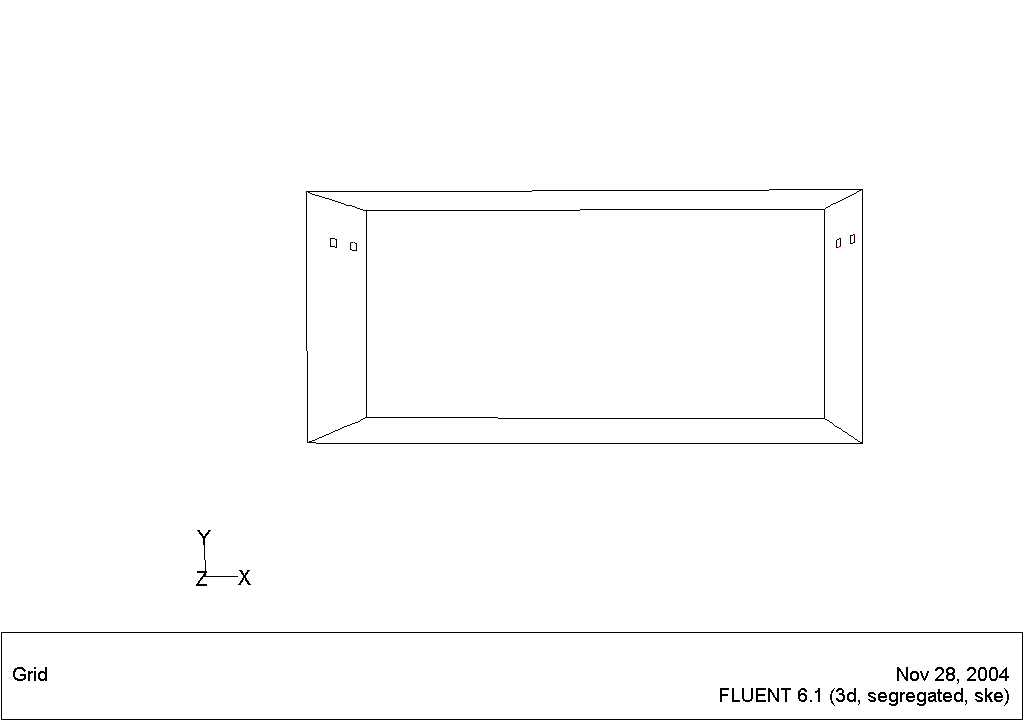 Y
Z X
Grid
Nov 28, 2004
FLUENT 6.1 (3d, segregated, ske)